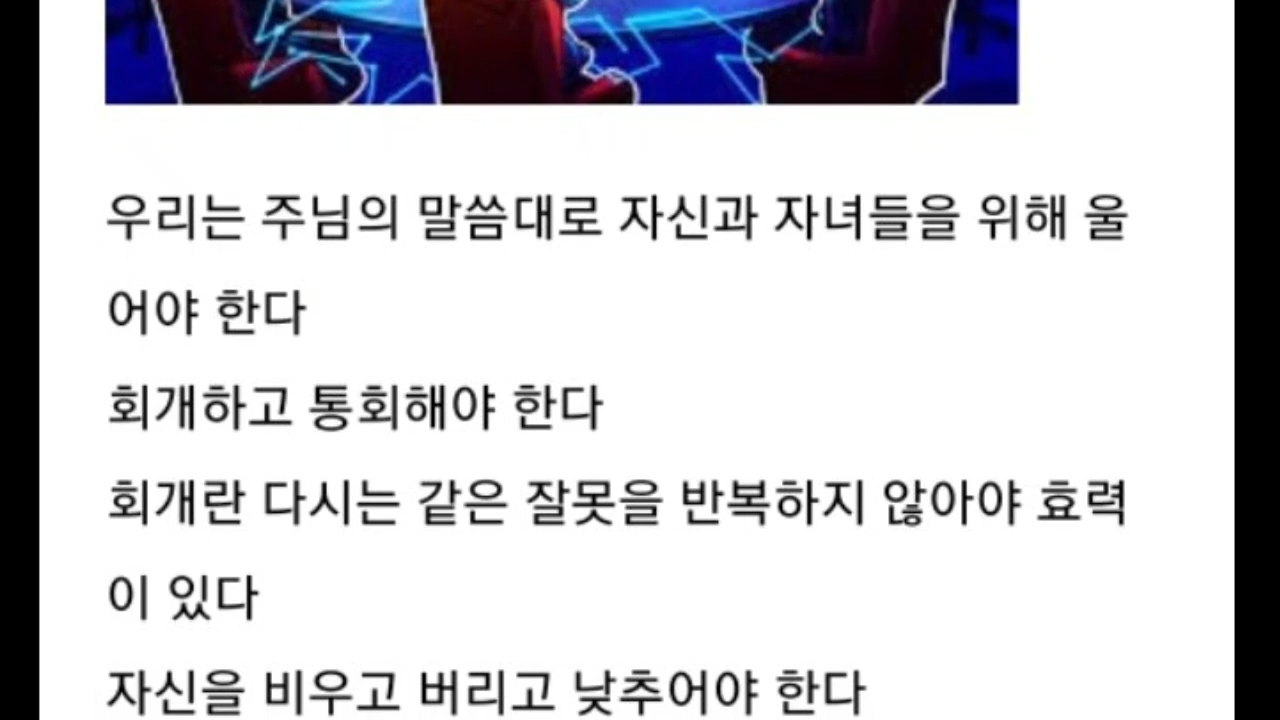 우리는 주님의 말씀대로 자신과 자녀들을 위해 울
어야 한다
회개하고 통회해야 한다
회개란 다시는 같은 잘못을 반복하지 않아야 효력
이 있다
자신을 비우고 버리고 낮추어야 한다